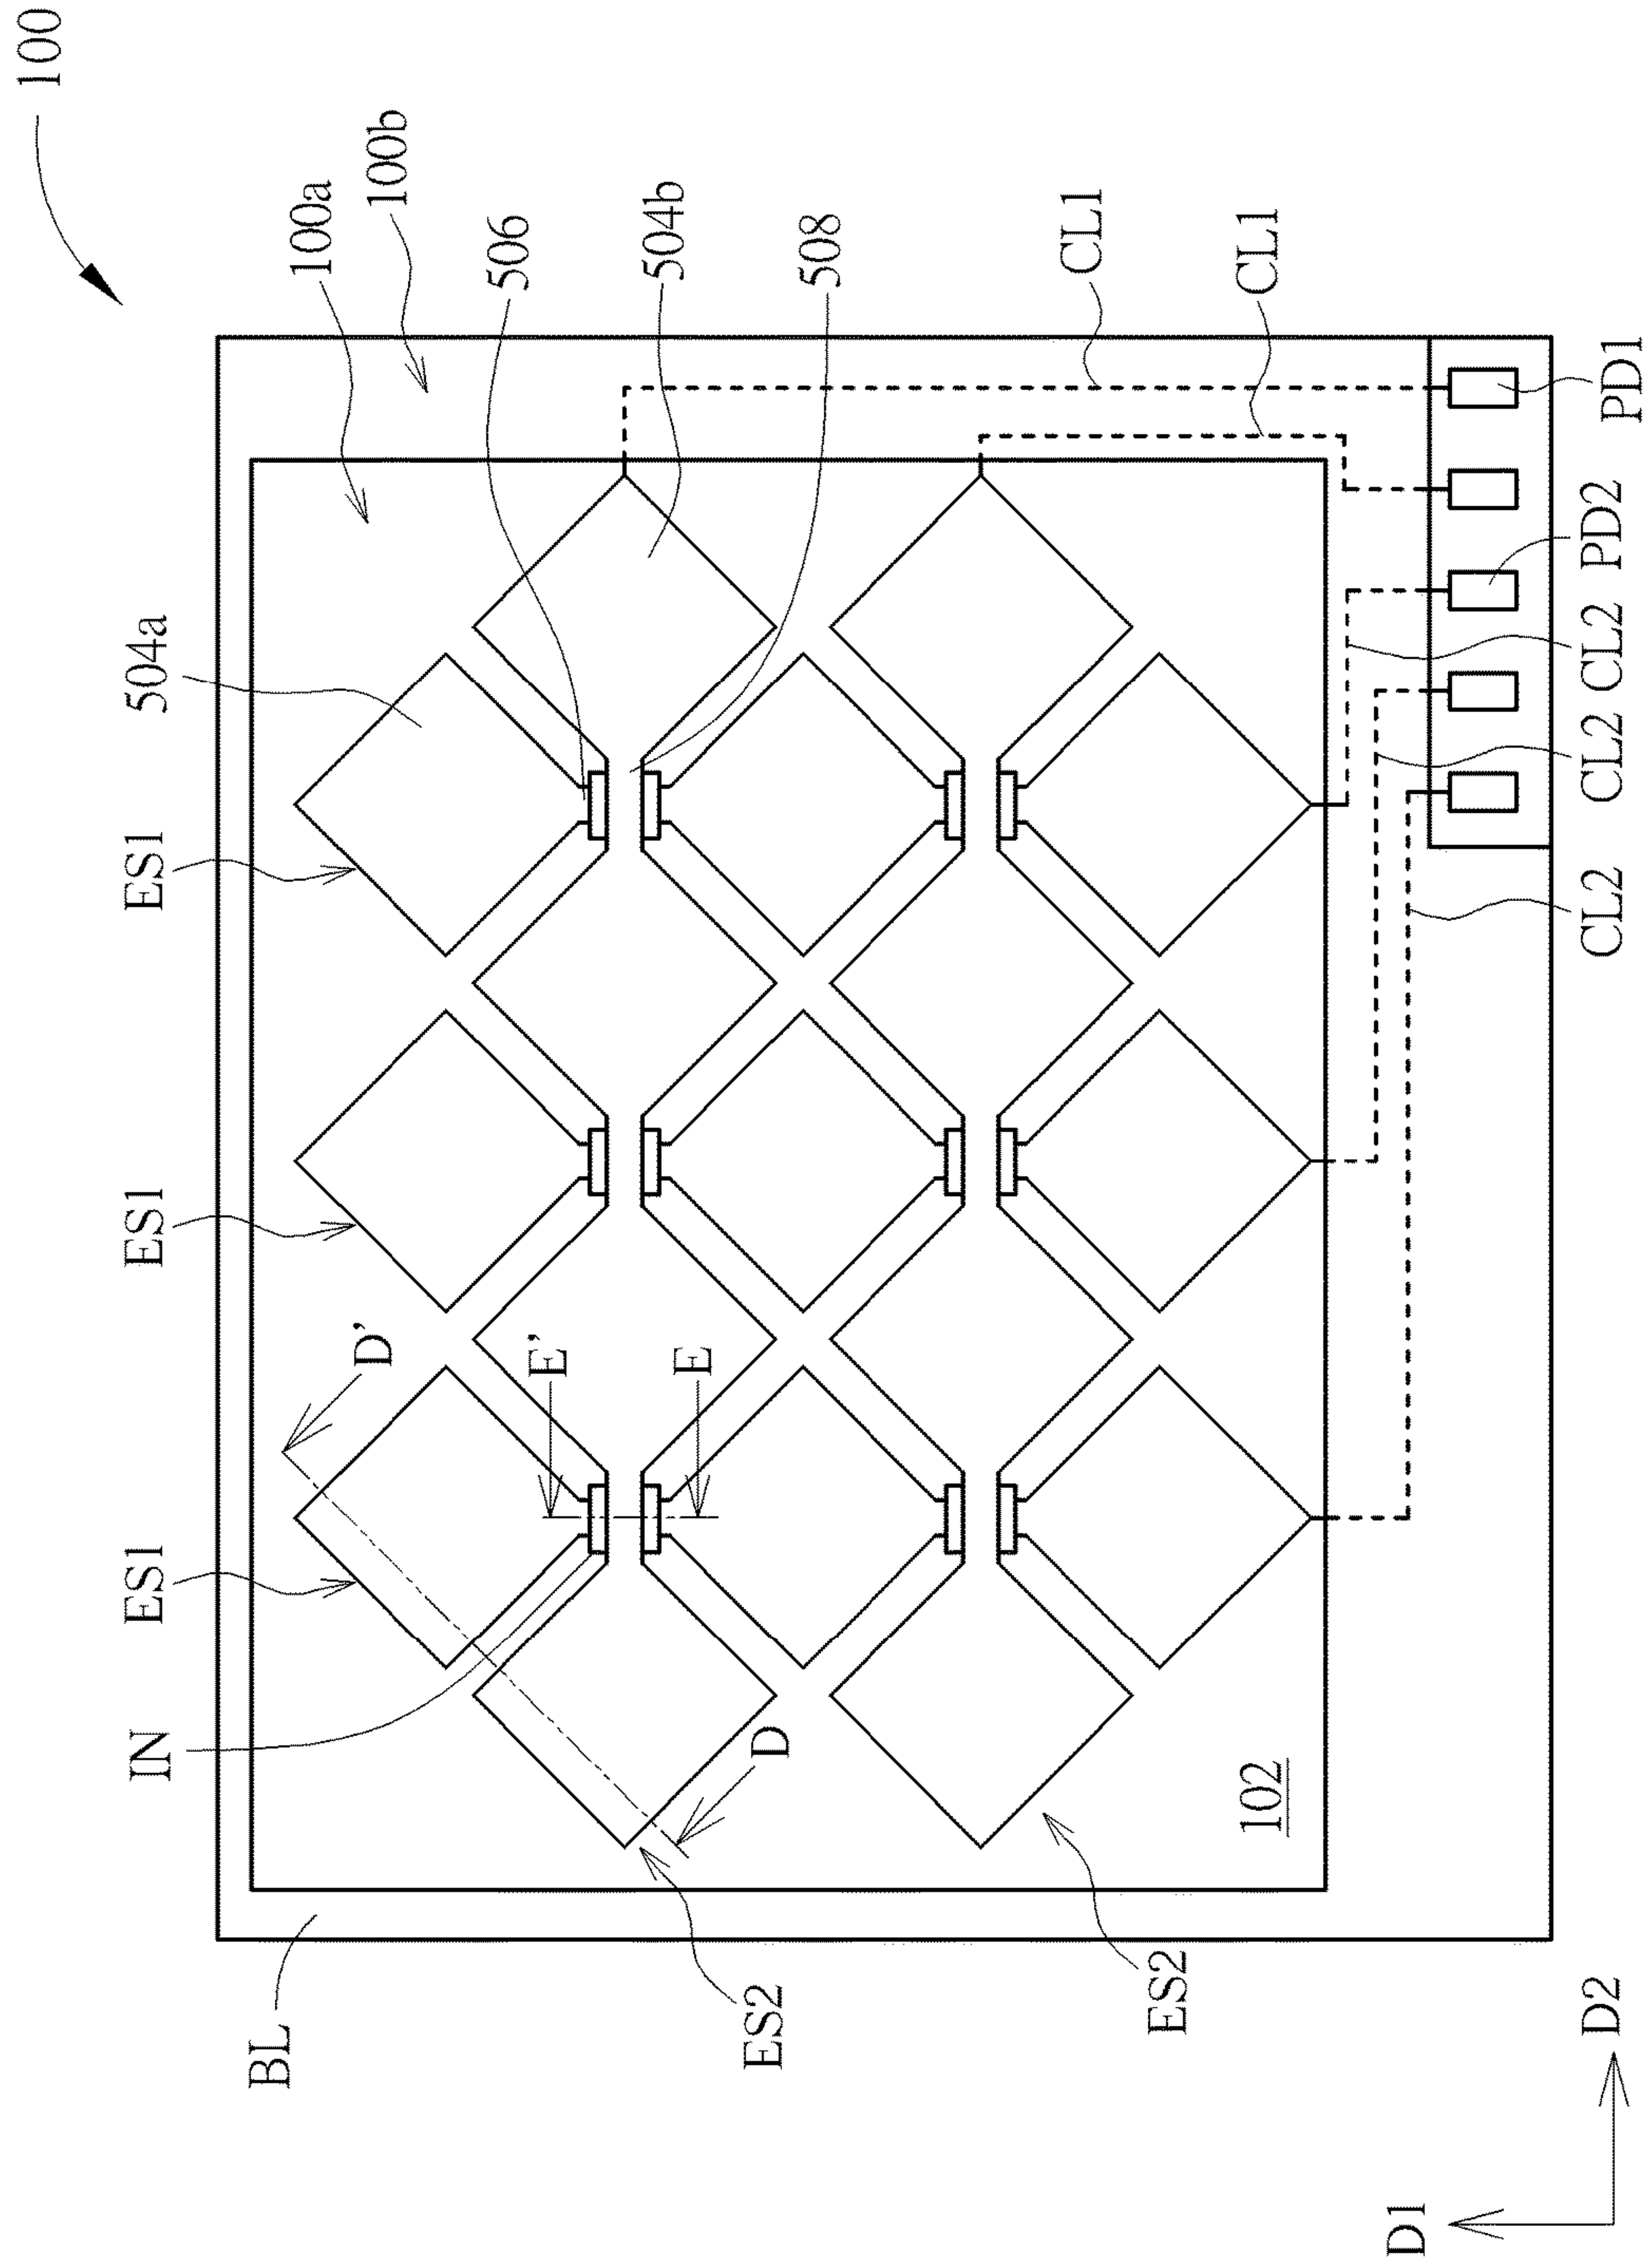 100
100a
100b
506
504b
508
CL1
CL1
504a
ES1
ES1
ES1
D'
E'
E
IN
D
102
BL
ES2
ES2
PD1
PD2
CL2
CL2
CL2
D1
D2